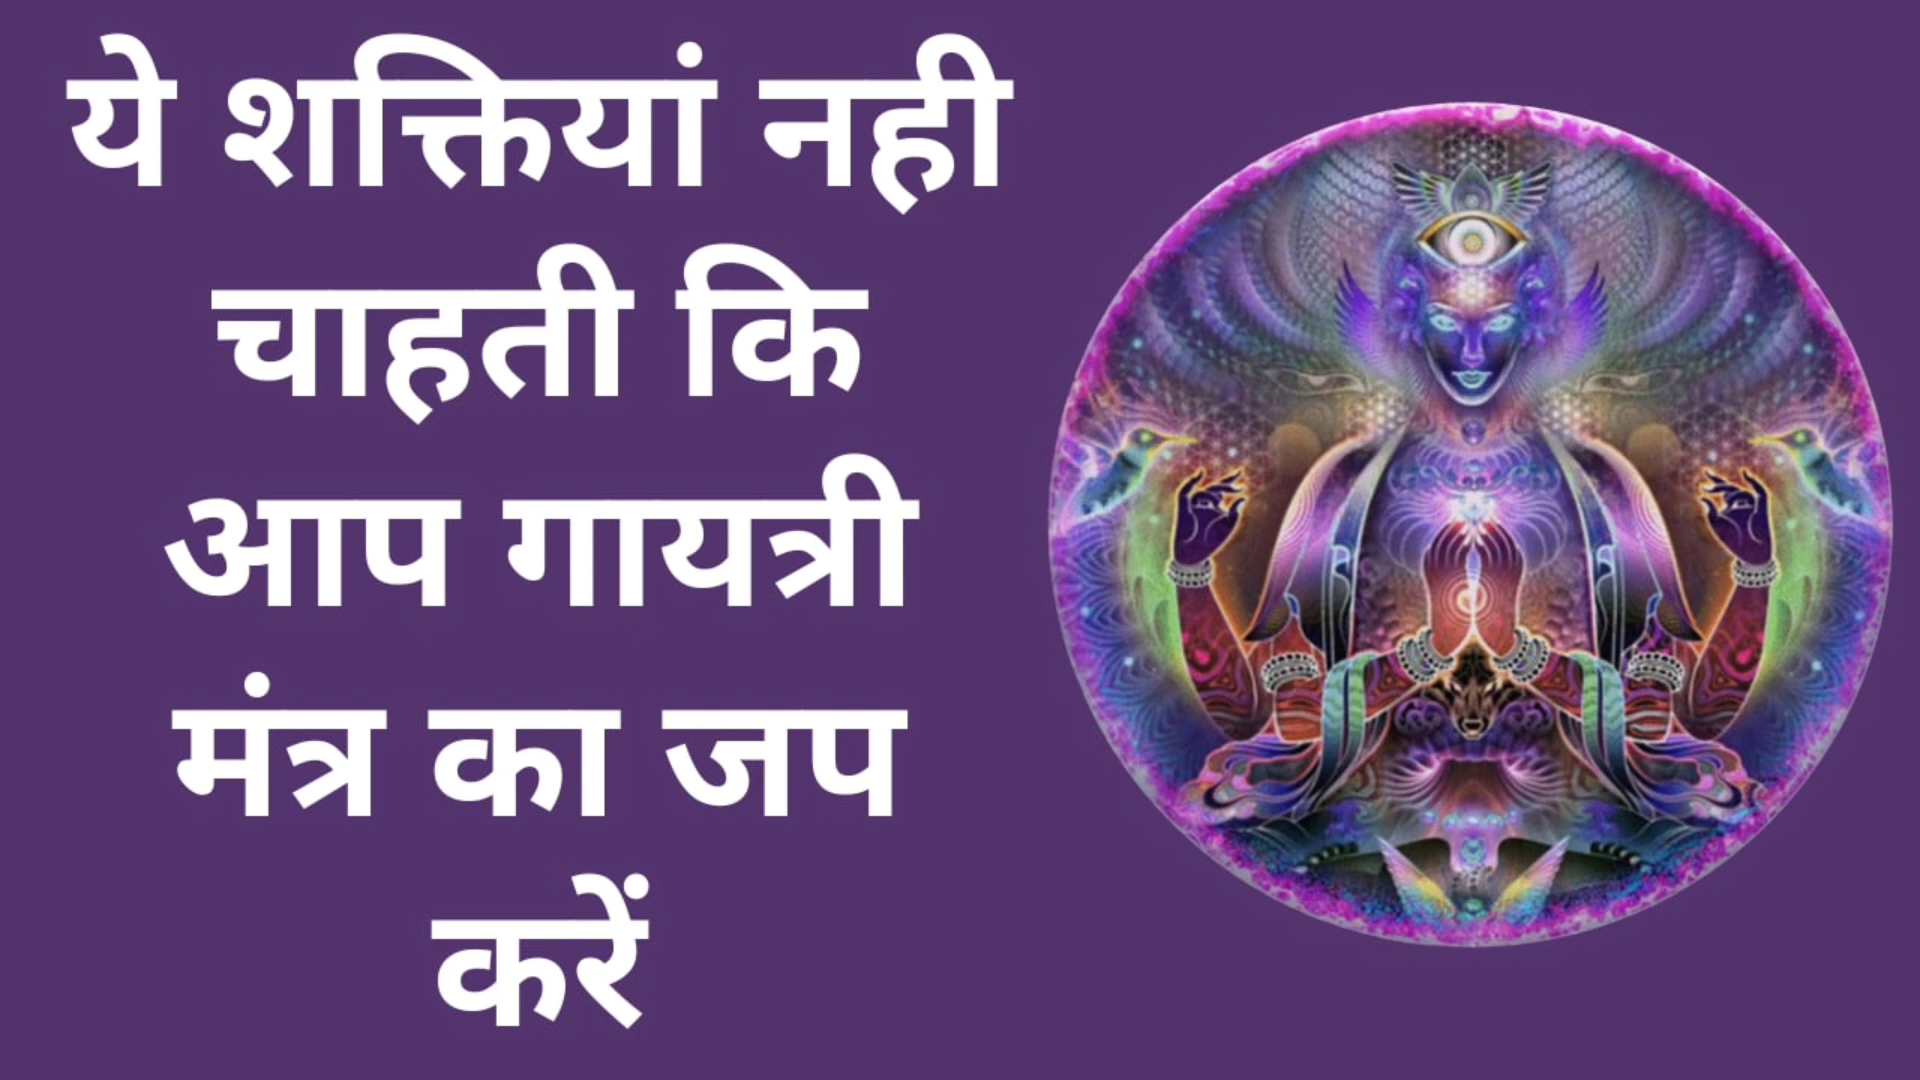 ये शक्तियां नही
चाहती कि
आप गायत्री
मंत्र का जप
करें